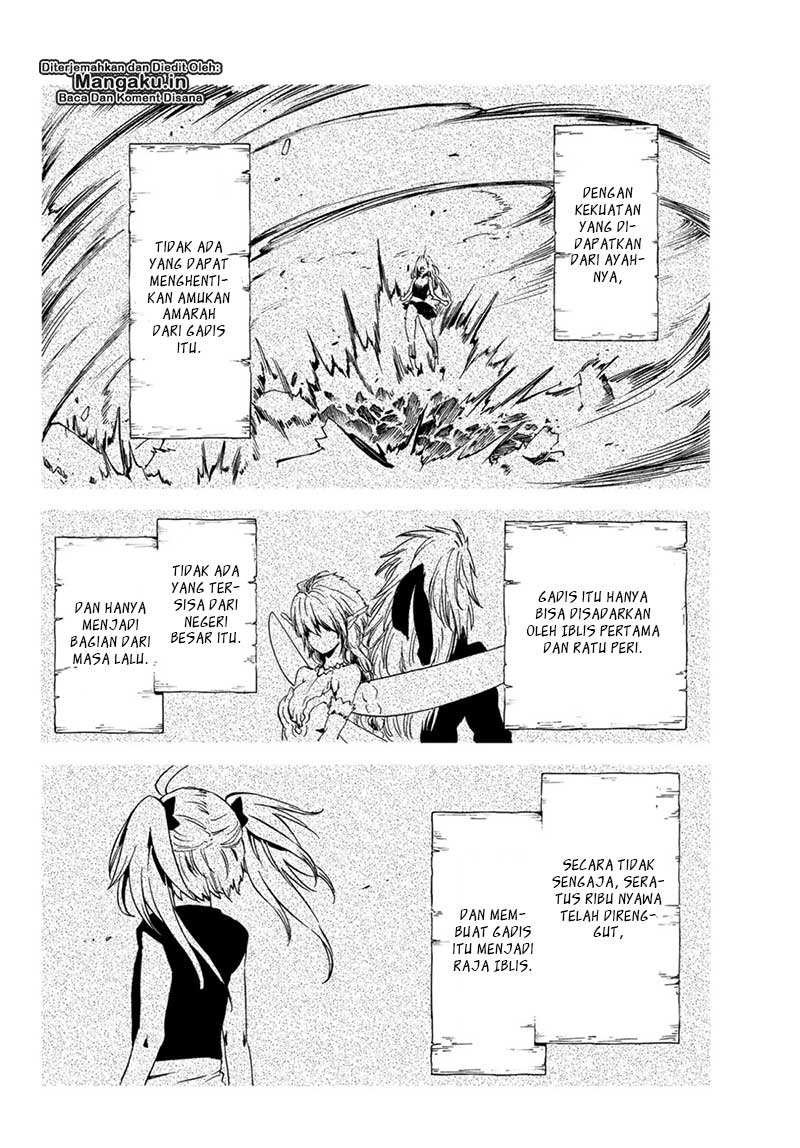 Diterjemahkan dan Diedit Oleh:
Mangaku.in
Baca Dan Koment Disana
DENGAN
KEKUATAN
YANG DI-
DAPATKAN
DARI AYAH-
NYA,
TIDAK ADA
YANG DAPAT
MENGHENTI-
KAN AMUKAN
AMARAH
DARI GADIS
ITU.
GADIS ITU HANYA
BISA DISADARKAN
OLEH IBLIS PERTAMA
DAN RATU PERI.
TIDAK ADA
YANG TER-
SISA DARI
NEGERI
BESAR ITU.
DAN HANYA
MENJADI
BAGIAN DARI
MASA LALU.
SECARA TIDAK
SENGAJA, SERA-
TUS RIBU NYAWA
TELAH DIRENG-
GUT,
DAN MEM-
BUAT GADIS
ITU MENJADI
RAJA IBLIS.